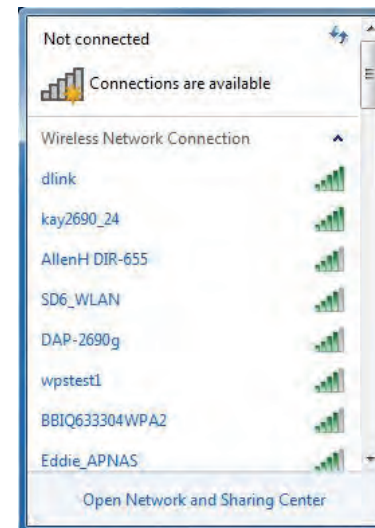 Not connected
Connections are available
Wireless Network Connection
dlink
kay2690_24
AllenH DIR-655
SD6_WLAN
DAP-2690g
wpstest1
BBIQ633304WPA2
Eddie_APNAS
Open Network and Sharing Center